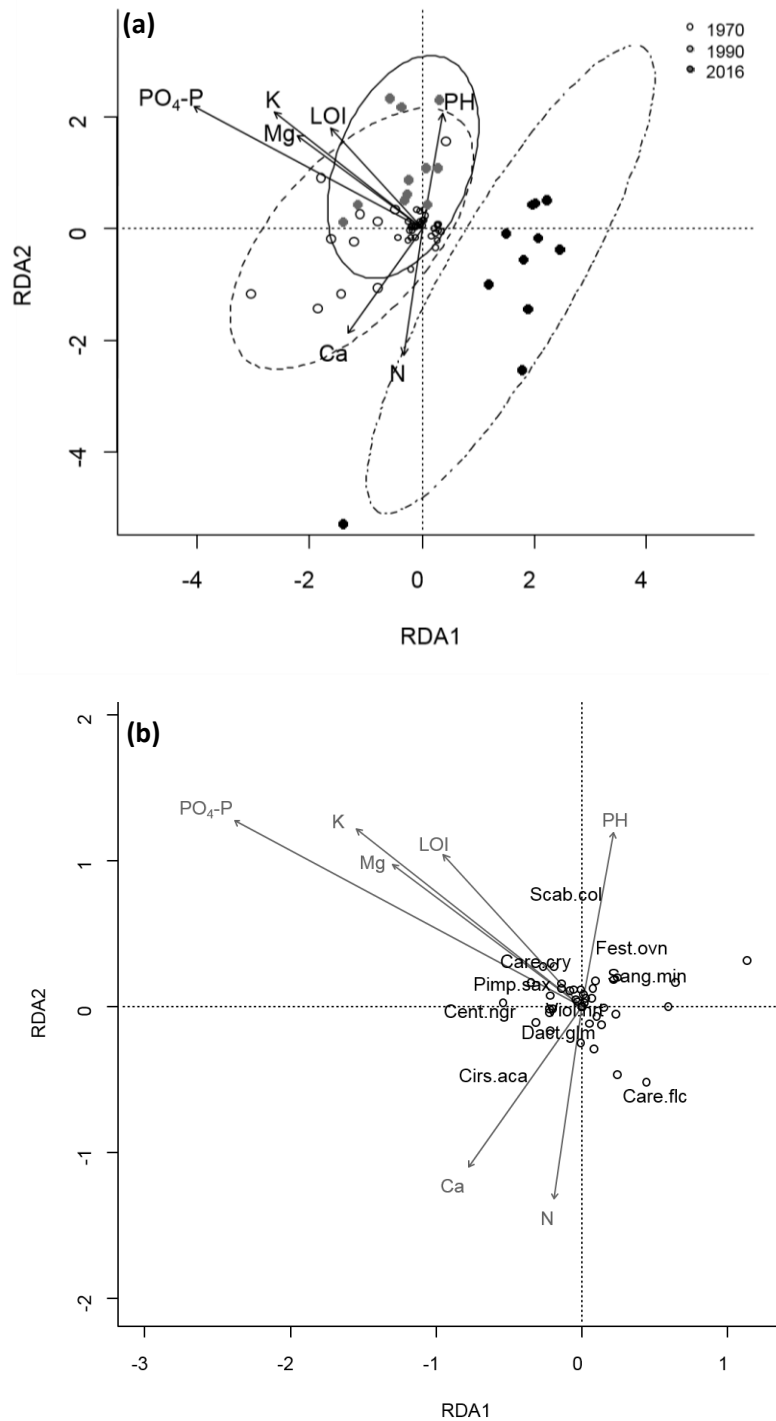 (a)
1970
1990
2016
PO4-P
K
Mg
LOI
PH
Ca
N
2
0
-2
-4
RDA2
-4
-2
0
2
4
RDA1
(b)
PO4-P
K
Mg
LOI
PH
Scab.col
Fest.ovn
Care.cry
Sang.min
Pimp.sax
Cent.ngr
Dact.glm
Cirs.aca
Care.flc
Ca
N
2
1
0
-1
-2
RDA2
-3
-2
-1
0
1
RDA1